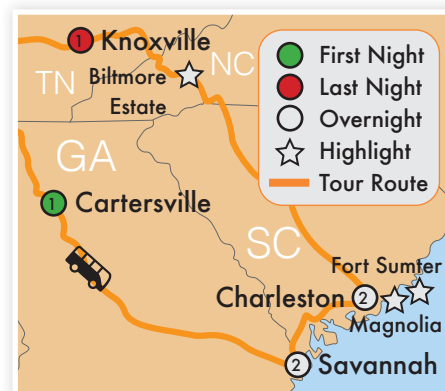 1 Knoxville
TN
NC
Biltmore
Estate
First Night
Last Night
Overnight
Highlight
Tour Route
GA
1 Cartersville
SC
Fort Sumter
Charleston 2
Magnolia
2 Savannah